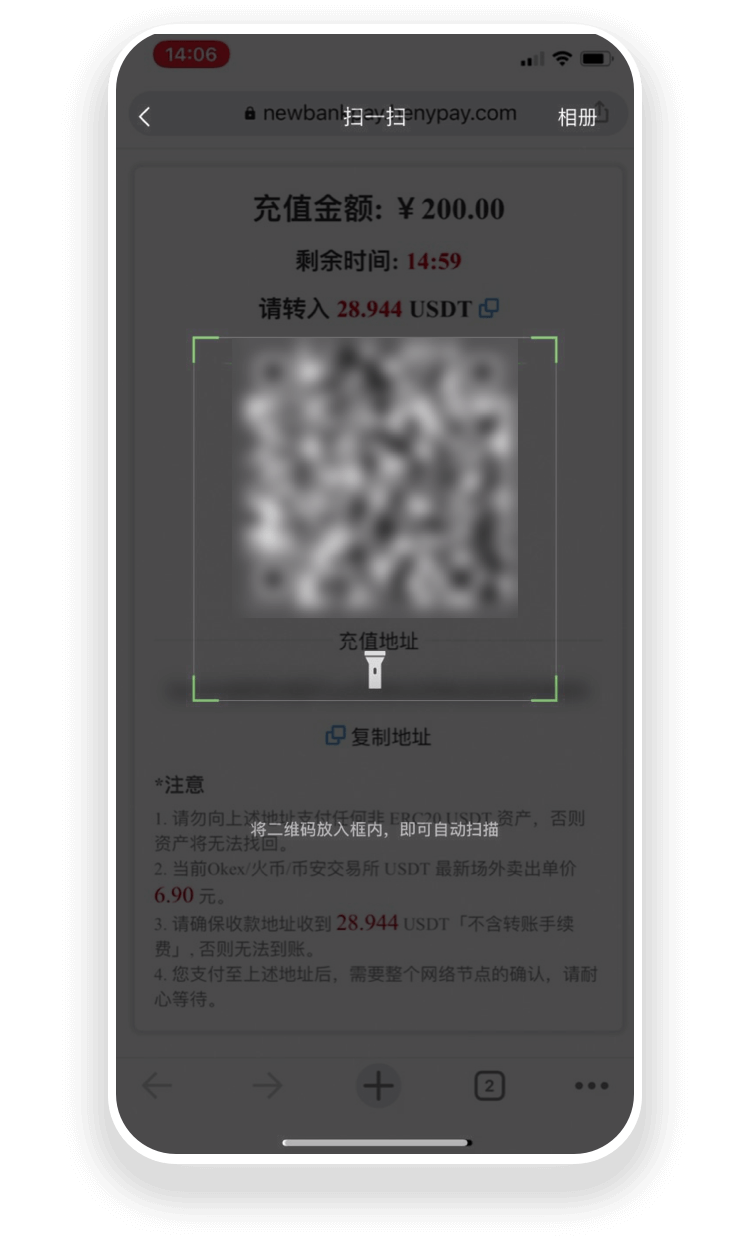 14:06
newbank
扫一扫
enypay.com
相册
充值金额: ￥200.00
剩余时间: 14:59
请转入 28.944 USDT
充值地址
复制地址
*注意
1. 请勿向上述地址支付任何非 ERC20 USDT 资产，否则
将二维码放入框内，即可自动扫描
资产将无法找回。
2. 当前Okex/火币/币安交易所 USDT 最新场外卖出单价
6.90 元。
3. 请确保收款地址收到 28.944 USDT「不含转账手续
费」, 否则无法到账。
4. 您支付至上述地址后，需要整个网络节点的确认，请耐
心等待。
2